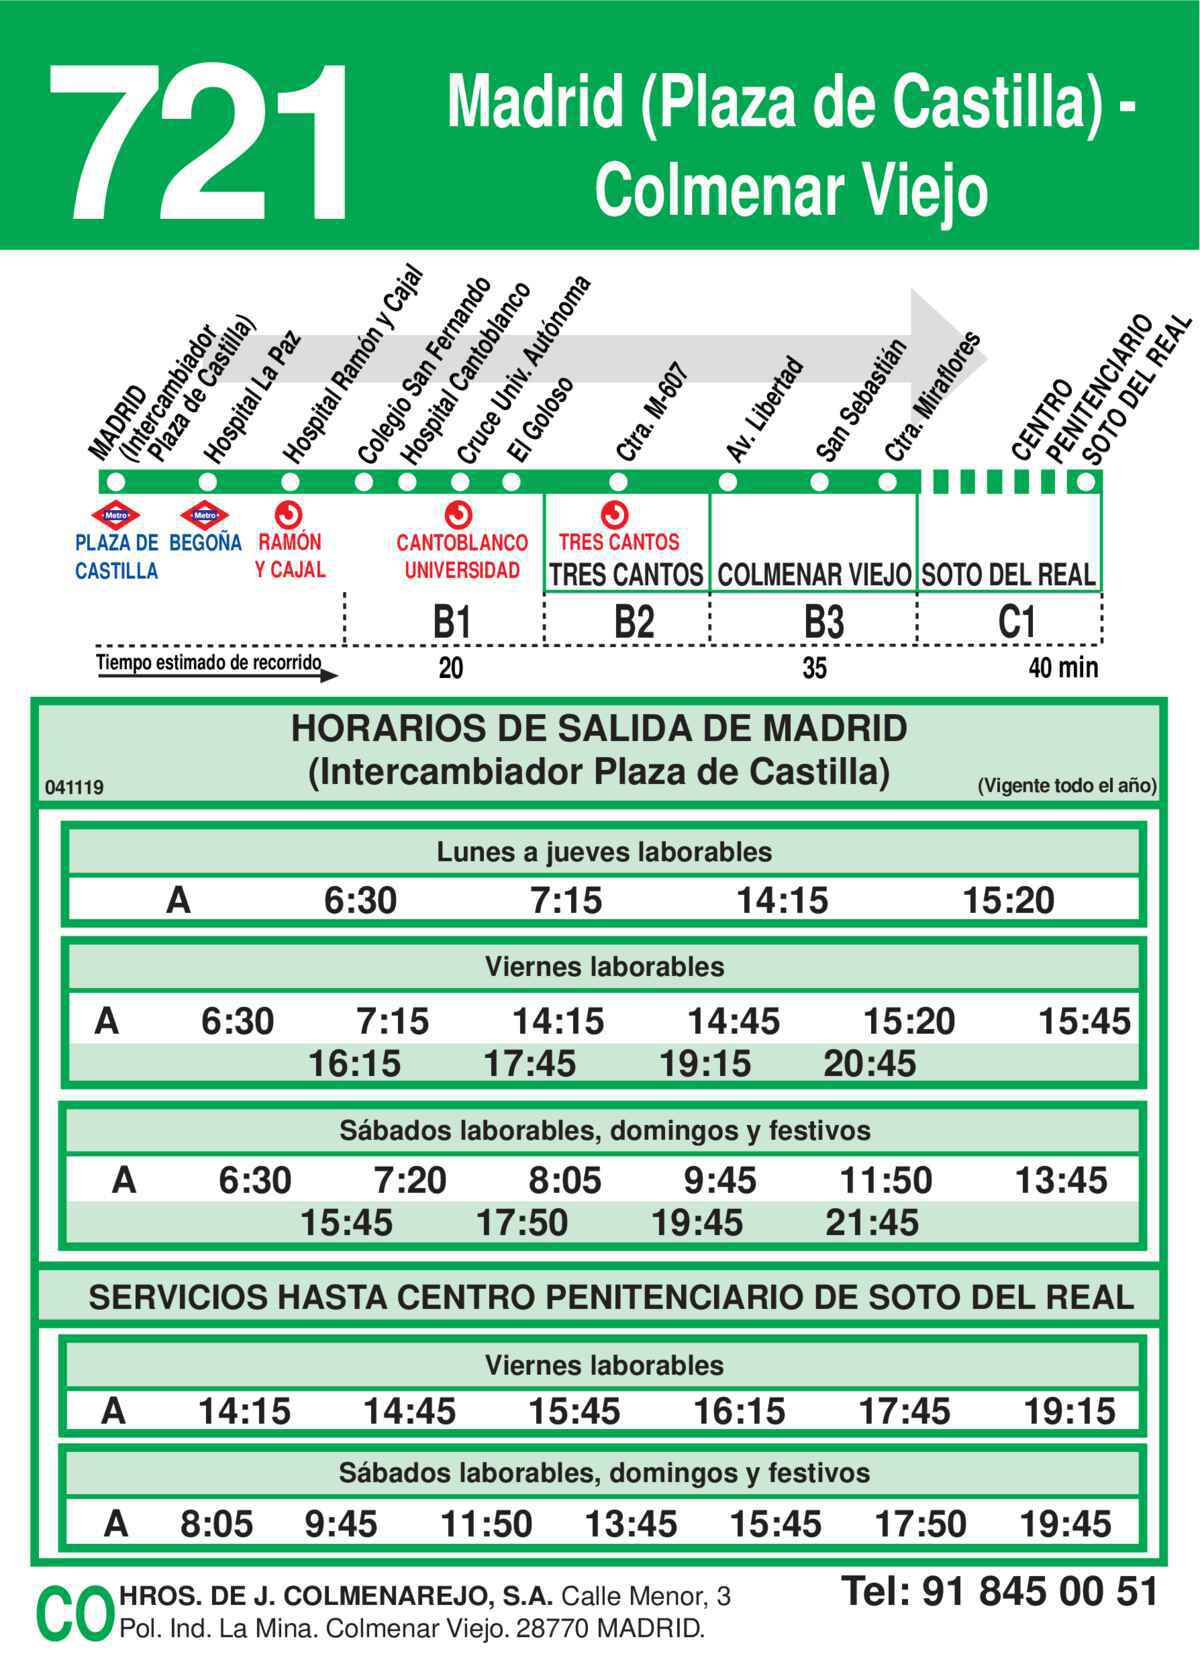 721
Madrid (Plaza de Castilla) -
Colmenar Viejo
MADRID
(Intercambiador
Plaza de Castilla)
Hospital La Paz
Hospital Ramón y Cajal
Colegio San Fernando
Hospital Cantoblanco
Cruce Univ. Autónoma
El Goloso
Ctra. M-607
Av. Libertad
San Sebastián
Ctra. Miraflores
CENTRO
PENITENCIARIO
SOTO DEL REAL
Metro Metro
PLAZA DE CASTILLA
BEGOÑA
RAMÓN Y CAJAL
CANTOBLANCO UNIVERSIDAD
TRES CANTOS
TRES CANTOS COLMENAR VIEJO SOTO DEL REAL
B1 B2 B3 C1
Tiempo estimado de recorrido 20 35 40 min
HORARIOS DE SALIDA DE MADRID
(Intercambiador Plaza de Castilla)
041119 (Vigente todo el año)
Lunes a jueves laborables
A 6:30 7:15 14:15 15:20
Viernes laborables
A 6:30 7:15 14:15 14:45 15:20 15:45
16:15 17:45 19:15 20:45
Sábados laborables, domingos y festivos
A 6:30 7:20 8:05 9:45 11:50 13:45
15:45 17:50 19:45 21:45
SERVICIOS HASTA CENTRO PENITENCIARIO DE SOTO DEL REAL
Viernes laborables
A 14:15 14:45 15:45 16:15 17:45 19:15
Sábados laborables, domingos y festivos
A 8:05 9:45 11:50 13:45 15:45 17:50 19:45
CO HROS. DE J. COLMENAREJO, S.A. Calle Menor, 3 Tel: 91 845 00 51
Pol. Ind. La Mina. Colmenar Viejo. 28770 MADRID.